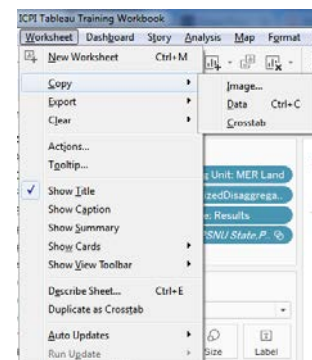 ICPI Tableau Training Workbook
Worksheet Dashboard Story Analysis Map Format
New Worksheet Ctrl+M
Copy
Image...
Export
Data Ctrl+C
Clear
Crosstab
Actions...
Tooltip...
Unit: MER Land
izedDisaggrega..
Show Title
e: Results
Show Caption
PSNU State,P..
Show Summary
Show Cards
Show View Toolbar
Describe Sheet... Ctrl+E
Duplicate as Crosstab
Auto Updates
Run Update
Size Label